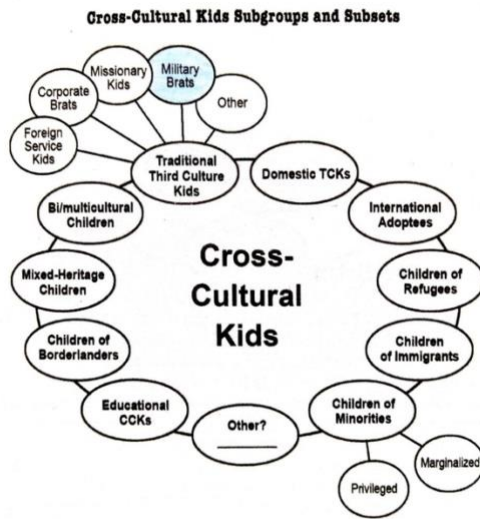 Cross-Cultural Kids Subgroups and Subsets
Missionary
Kids
Military
Brats
Corporate
Brats
Other
Foreign
Service
Kids
Traditional
Third Culture
Kids
Domestic TCKs
Bi/multicultural
Children
International
Adoptees
Mixed-Heritage
Children
Cross-
Cultural
Kids
Children of
Refugees
Children of
Borderlanders
Children
of Immigrants
Educational
CCKs
Other?
Children of
Minorities
Marginalized
Privileged